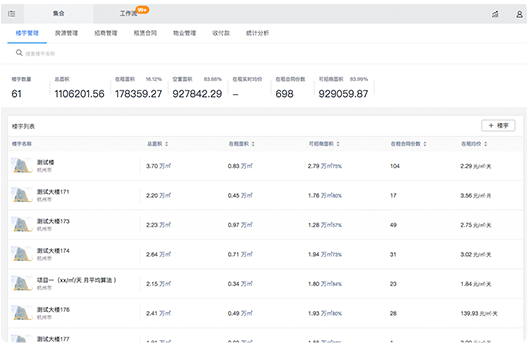 集合 工作流 99+
楼宇管理 房源管理 招商管理 租赁合同 物业管理 收付款 统计分析
搜索楼宇名称
楼宇数量 总面积 在租面积 16.12% 空置面积 83.88% 在租实时均价 在租合同份数 可招商面积 83.99%
61 1106201.56 178359.27 927842.29 – 698 929059.87
楼宇列表 + 楼宇
楼宇名称 总面积 在租面积 可招商面积 在租合同份数 在租均价
测试楼 3.70 万㎡ 0.83 万㎡ 2.79 万㎡75% 104 2.29 元/㎡·天
杭州市
测试大楼171 2.20 万㎡ 0.45 万㎡ 1.76 万㎡80% 17 3.56 元/㎡·月
杭州市
测试大楼173 2.23 万㎡ 0.97 万㎡ 1.28 万㎡57% 49 2.75 元/㎡·天
杭州市
测试大楼174 2.64 万㎡ 0.71 万㎡ 1.94 万㎡73% 31 3.02 元/㎡·天
杭州市
项目一（xx/㎡/天 月平均算法 ） 2.15 万㎡ 0.34 万㎡ 1.80 万㎡84% 23 1.84 元/㎡·天
杭州市
测试大楼176 2.41 万㎡ 0.49 万㎡ 1.93 万㎡80% 28 139.93 元/㎡·天
杭州市
测试大楼177